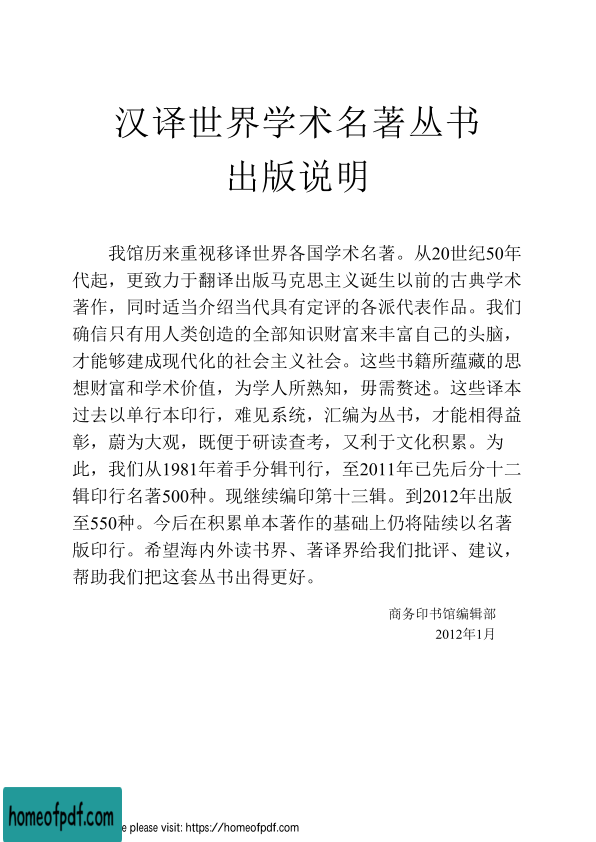 汉译世界学术名著丛书
出版说明
我馆历来重视移译世界各国学术名著。从20世纪50年
代起，更致力于翻译出版马克思主义诞生以前的古典学术
著作，同时适当介绍当代具有定评的各派代表作品。我们
确信只有用人类创造的全部知识财富来丰富自己的头脑，
才能够建成现代化的社会主义社会。这些书籍所蕴藏的思
想财富和学术价值，为学人所熟知，毋需赘述。这些译本
过去以单行本印行，难见系统，汇编为丛书，才能相得益
彰，蔚为大观，既便于研读查考，又利于文化积累。为
此，我们从1981年着手分辑刊行，至2011年已先后分十二
辑印行名著500种。现继续编印第十三辑。到2012年出版
至550种。今后在积累单本著作的基础上仍将陆续以名著
版印行。希望海内外读书界、著译界给我们批评、建议，
帮助我们把这套丛书出得更好。
商务印书馆编辑部
2012年1月
homeofpdf.com
please visit: https://homeofpdf.com